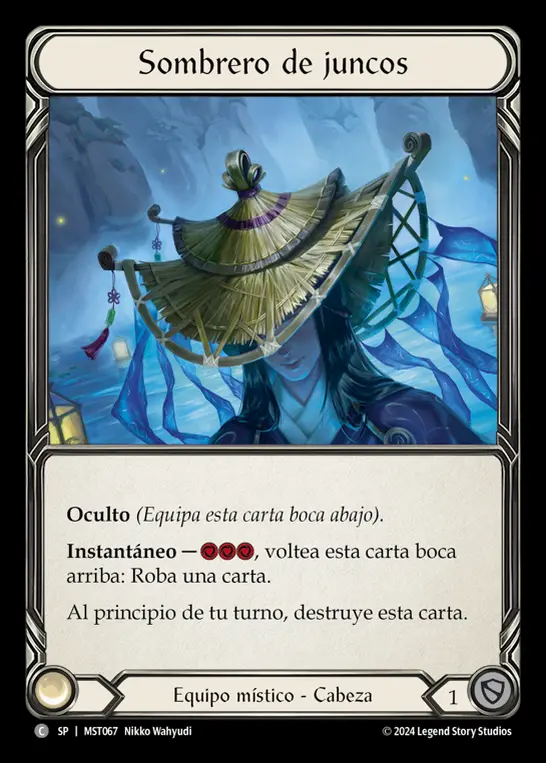 Sombrero de juncos
Oculto (Equipa esta carta boca abajo).
Instantáneo — , voltea esta carta boca
arriba: Roba una carta.
Al principio de tu turno, destruye esta carta.
Equipo místico - Cabeza
1
C SP | MST067 Nikko Wahyudi
© 2024 Legend Story Studios